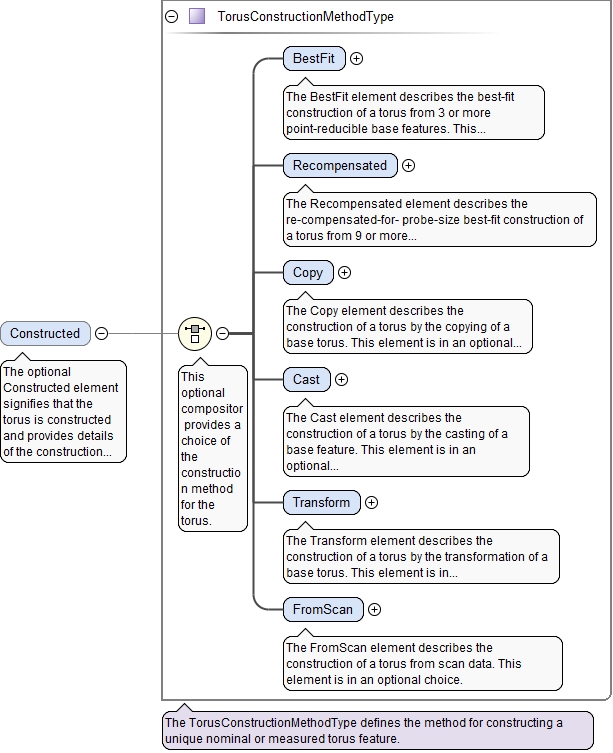 TorusConstructionMethodType
BestFit
The BestFit element describes the best-fit
construction of a torus from 3 or more
point-reducible base features. This...
Recompensated
The Recompensated element describes the
re-compensated-for- probe-size best-fit construction of
a torus from 9 or more...
Copy
The Copy element describes the
construction of a torus by the copying of a
base torus. This element is in an optional...
Constructed
The optional
Constructed element
signifies that the
torus is constructed
and provides details
of the construction...
This
optional
compositor
provides a
choice of
the
constructio
n method
for the
torus.
Cast
The Cast element describes the
construction of a torus by the casting of a
base feature. This element is in an
optional...
Transform
The Transform element describes the
construction of a torus by the transformation of a
base torus. This element is in...
FromScan
The FromScan element describes the
construction of a torus from scan data. This
element is in an optional choice.
The TorusConstructionMethodType defines the method for constructing a
unique nominal or measured torus feature.